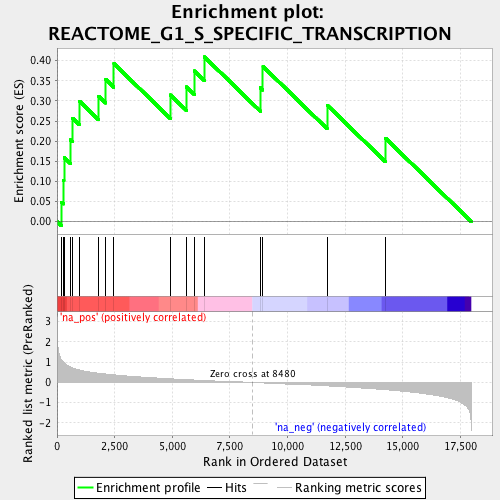 Enrichment plot:
REACTOME_G1_S_SPECIFIC_TRANSCRIPTION
Enrichment score (ES)
0.40
0.35
0.30
0.25
0.20
0.15
0.10
0.05
0.00
'na_pos' (positively correlated)
Ranked list metric (PreRanked)
3
2
1
0
-1
-2
Zero cross at 8480
'na_neg' (negatively correlated)
0 2,500 5,000 7,500 10,000 12,500 15,000 17,500
Rank in Ordered Dataset
Enrichment profile Hits Ranking metric scores